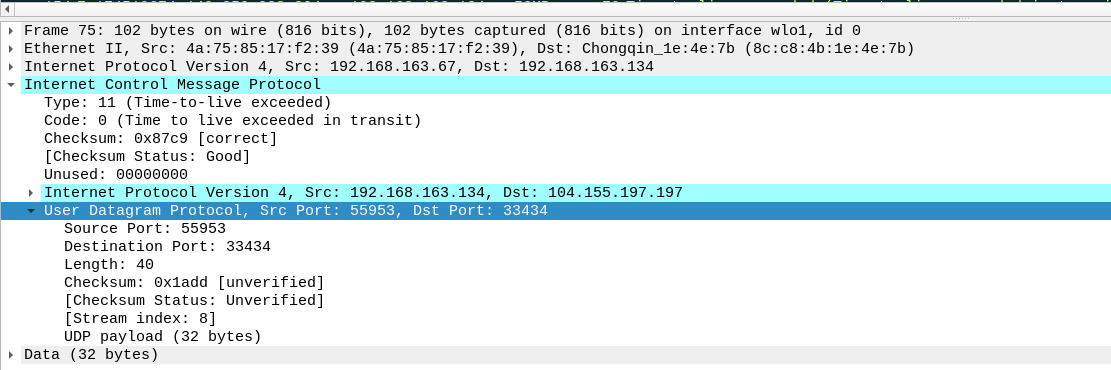 Frame 75: 102 bytes on wire (816 bits), 102 bytes captured (816 bits) on interface wlo1, id 0
Ethernet II, Src: 4a:75:85:17:f2:39 (4a:75:85:17:f2:39), Dst: Chongqin_1e:4e:7b (8c:c8:4b:1e:4e:7b)
Internet Protocol Version 4, Src: 192.168.163.67, Dst: 192.168.163.134
Internet Control Message Protocol
Type: 11 (Time-to-live exceeded)
Code: 0 (Time to live exceeded in transit)
Checksum: 0x87c9 [correct]
[Checksum Status: Good]
Unused: 00000000
Internet Protocol Version 4, Src: 192.168.163.134, Dst: 104.155.197.197
User Datagram Protocol, Src Port: 55953, Dst Port: 33434
Source Port: 55953
Destination Port: 33434
Length: 40
Checksum: 0x1add [unverified]
[Checksum Status: Unverified]
[Stream index: 8]
UDP payload (32 bytes)
Data (32 bytes)